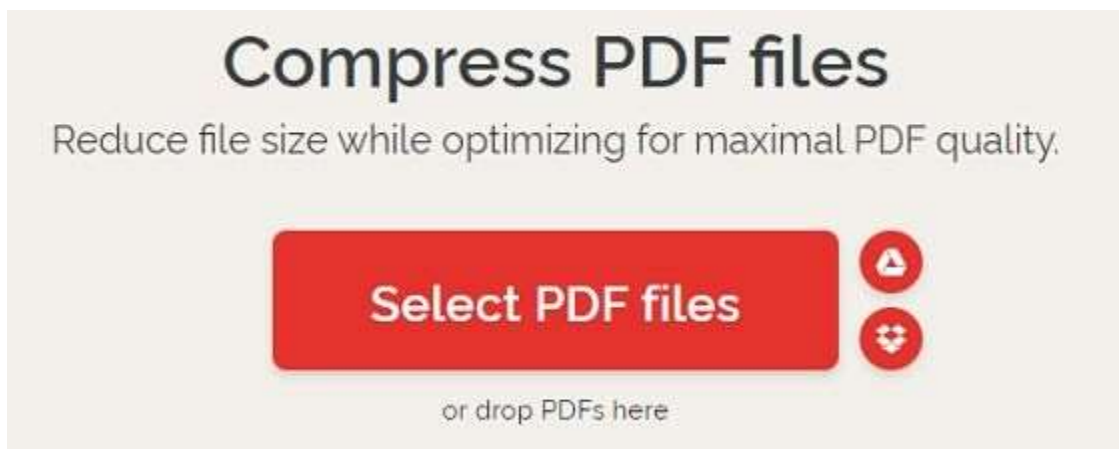 Compress PDF files
Reduce file size while optimizing for maximal PDF quality.
Select PDF files
or drop PDFs here